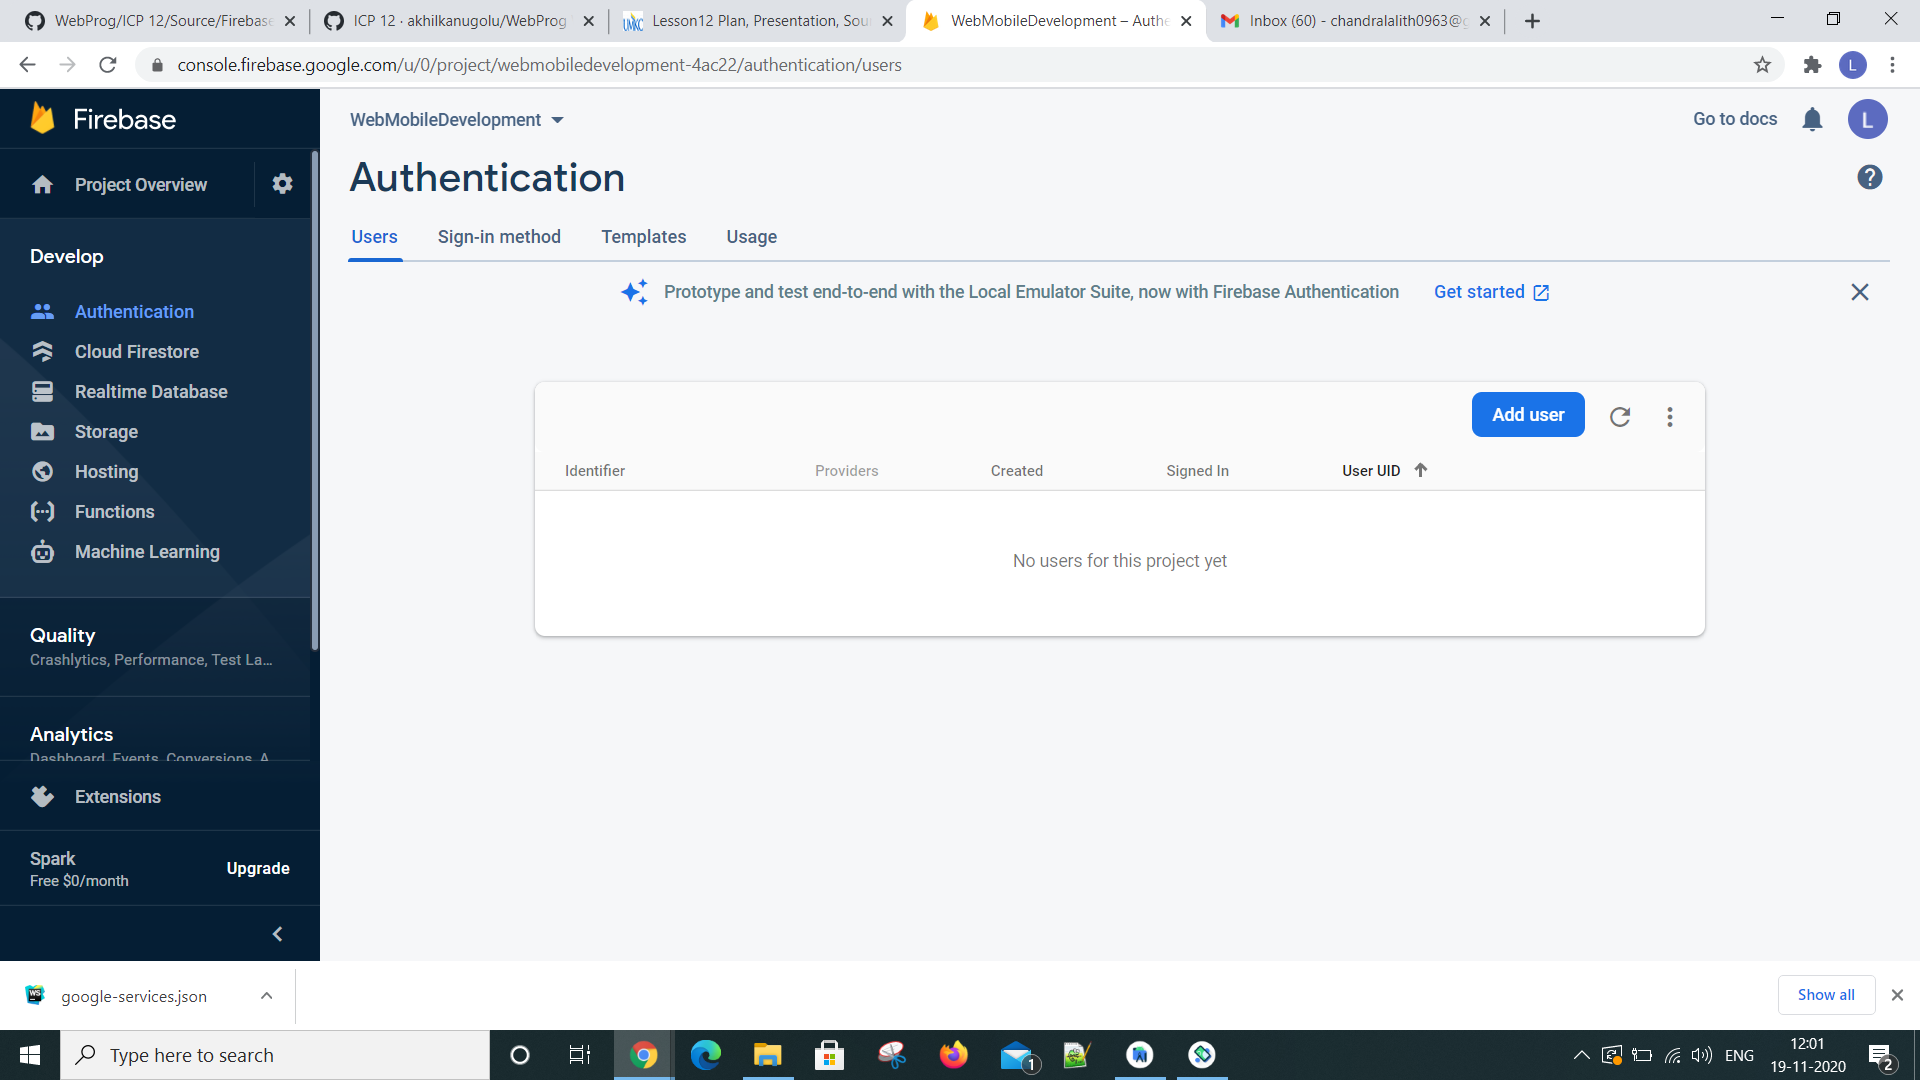 WebProg/ICP 12/Source/Firebase
ICP 12 · akhilkanugolu/WebProg
Lesson12 Plan, Presentation, Sou
WebMobileDevelopment – Authe
Inbox (60) - chandralalith0963@g
console.firebase.google.com/u/0/project/webmobiledevelopment-4ac22/authentication/users
L
Firebase
WebMobileDevelopment
Go to docs
L
Project Overview
Authentication
Users
Sign-in method
Templates
Usage
Develop
Prototype and test end-to-end with the Local Emulator Suite, now with Firebase Authentication
Get started
Authentication
Cloud Firestore
Realtime Database
Storage
Hosting
Functions
Machine Learning
Add user
Identifier
Providers
Created
Signed In
User UID
No users for this project yet
Quality
Crashlytics, Performance, Test La...
Analytics
Dashboard, Events, Conversions, A
Extensions
Spark
Free $0/month
Upgrade
WS
google-services.json
Show all
Type here to search
1
ENG
12:01
19-11-2020
2